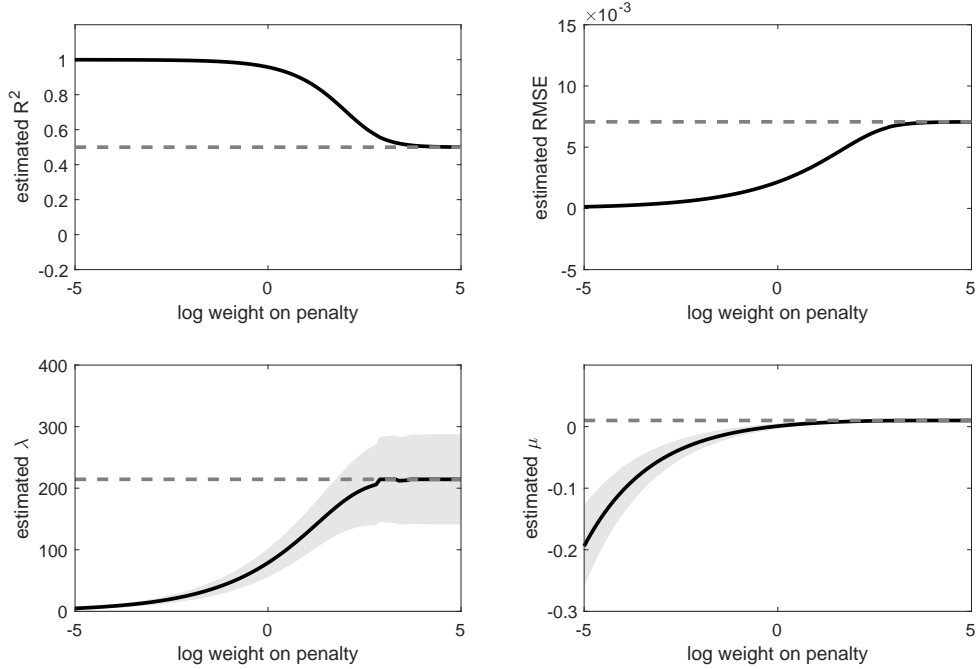 1
0.8
0.6
0.4
0.2
0
-0.2
-5 0 5
estimated R²
log weight on penalty
×10⁻³
15
10
5
0
-5
-5 0 5
estimated RMSE
log weight on penalty
400
300
200
100
0
-5 0 5
estimated λ
log weight on penalty
0
-0.1
-0.2
-0.3
-5 0 5
estimated μ
log weight on penalty